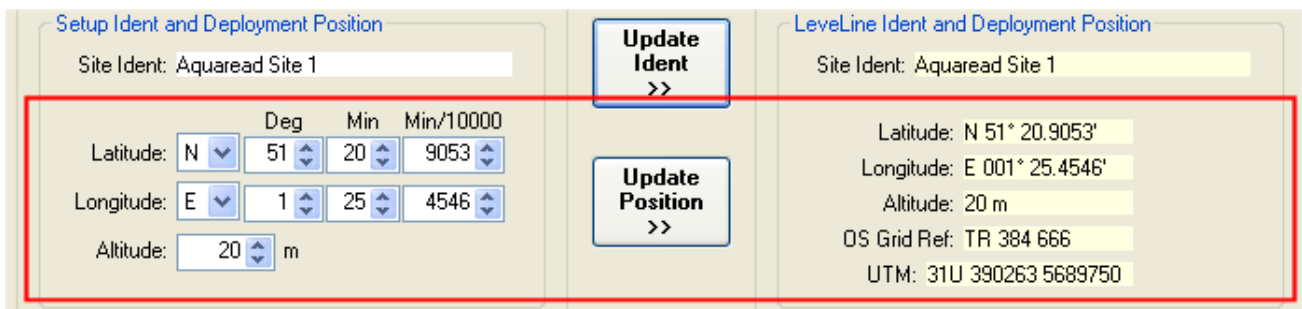 Setup Ident and Deployment Position
Site Ident: Aquaread Site 1
Deg Min Min/10000
Latitude: N 51 20 9053
Longitude: E 1 25 4546
Altitude: 20 m
Update
Ident
>>
Update
Position
>>
LeveLine Ident and Deployment Position
Site Ident: Aquaread Site 1
Latitude: N 51° 20.9053'
Longitude: E 001° 25.4546'
Altitude: 20 m
OS Grid Ref: TR 384 666
UTM: 31U 390263 5689750